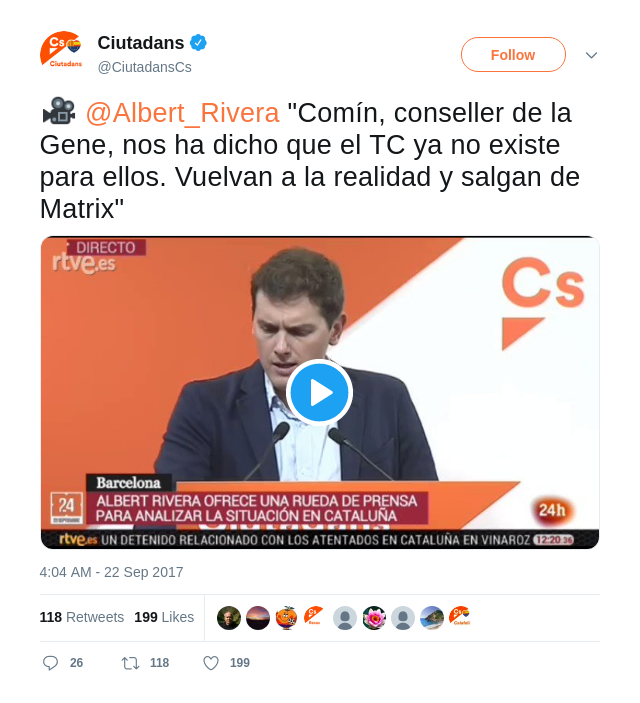 Cs
Ciutadans
Ciutadans
@CiutadansCs
Follow
@Albert_Rivera "Comín, conseller de la
Gene, nos ha dicho que el TC ya no existe
para ellos. Vuelvan a la realidad y salgan de
Matrix"
DIRECTO
rtve.es
Cs
Barcelona
24
ALBERT RIVERA OFRECE UNA RUEDA DE PRENSA
PARA ANALIZAR LA SITUACIÓN EN CATALUÑA
24h
rtve.es UN DETENIDO RELACIONADO CON LOS ATENTADOS EN CATALUÑA EN VINAROZ 12:20:36
4:04 AM - 22 Sep 2017
118 Retweets 199 Likes
26 118 199